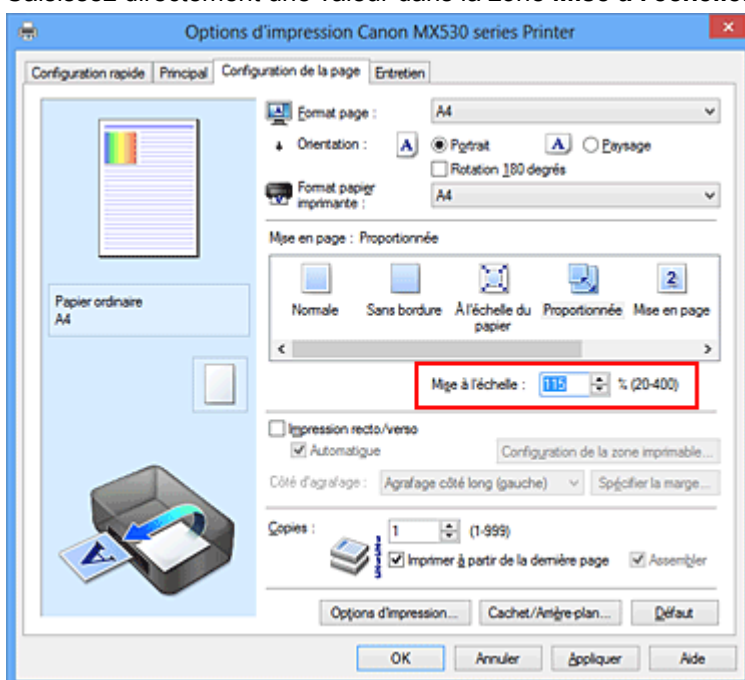 Options d'impression Canon MX530 series Printer
Configuration rapide Principal Configuration de la page Entretien
Format page : A4
Orientation : A Portrait A Paysage
Rotation 180 degrés
Format papier imprimante : A4
Mise en page : Proportionnée
Papier ordinaire
A4
2
Normale Sans bordure À l'échelle du papier Proportionnée Mise en page
Mise à l'échelle : 115 % (20-400)
Impression recto/verso
Automatique Configuration de la zone imprimable...
Côté d'agrafage : Agrafage côté long (gauche) Spécifier la marge...
Copies : 1 (1-999)
Imprimer à partir de la dernière page Assembler
A
Options d'impression... Cachet/Arrière-plan... Défaut
OK Annuler Appliquer Aide